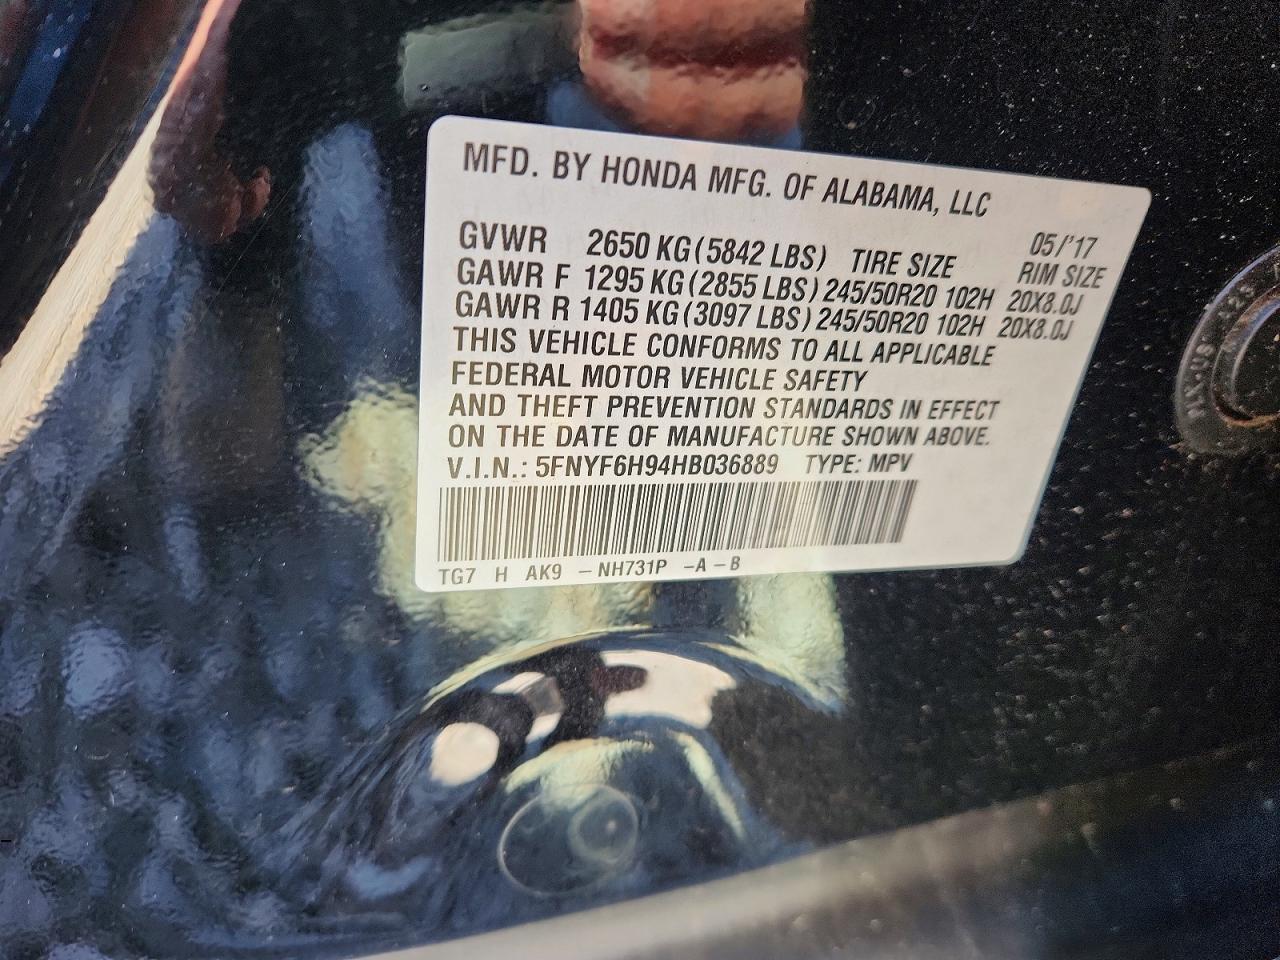 MFD. BY HONDA MFG. OF ALABAMA, LLC
05/'17
GVWR 2650 KG (5842 LBS) TIRE SIZE RIM SIZE
GAWR F 1295 KG (2855 LBS) 245/50R20 102H 20X8.0J
GAWR R 1405 KG (3097 LBS) 245/50R20 102H 20X8.0J
THIS VEHICLE CONFORMS TO ALL APPLICABLE
FEDERAL MOTOR VEHICLE SAFETY
AND THEFT PREVENTION STANDARDS IN EFFECT
ON THE DATE OF MANUFACTURE SHOWN ABOVE.
V.I.N.: 5FNYF6H94HB036889 TYPE: MPV
TG7 H AK9 – NH731P – A – B